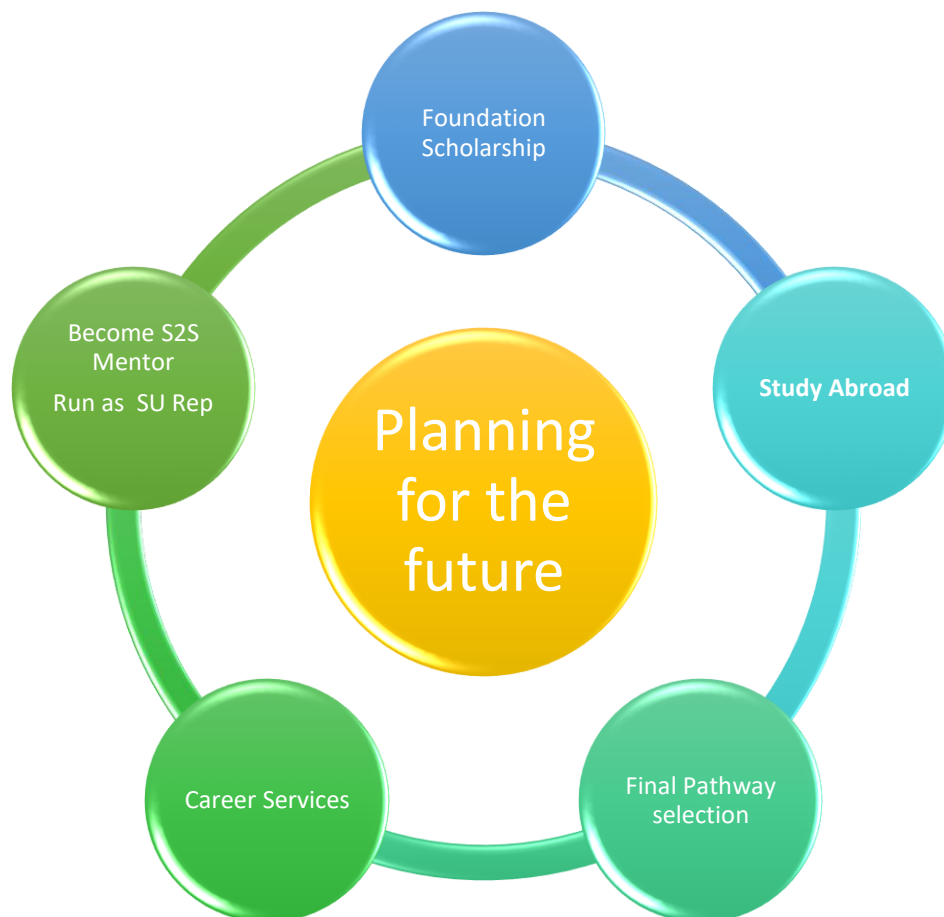 Foundation
Scholarship
Study Abroad
Final Pathway
selection
Career Services
Become S2S
Mentor
Run as  SU Rep
Planning
for the
future